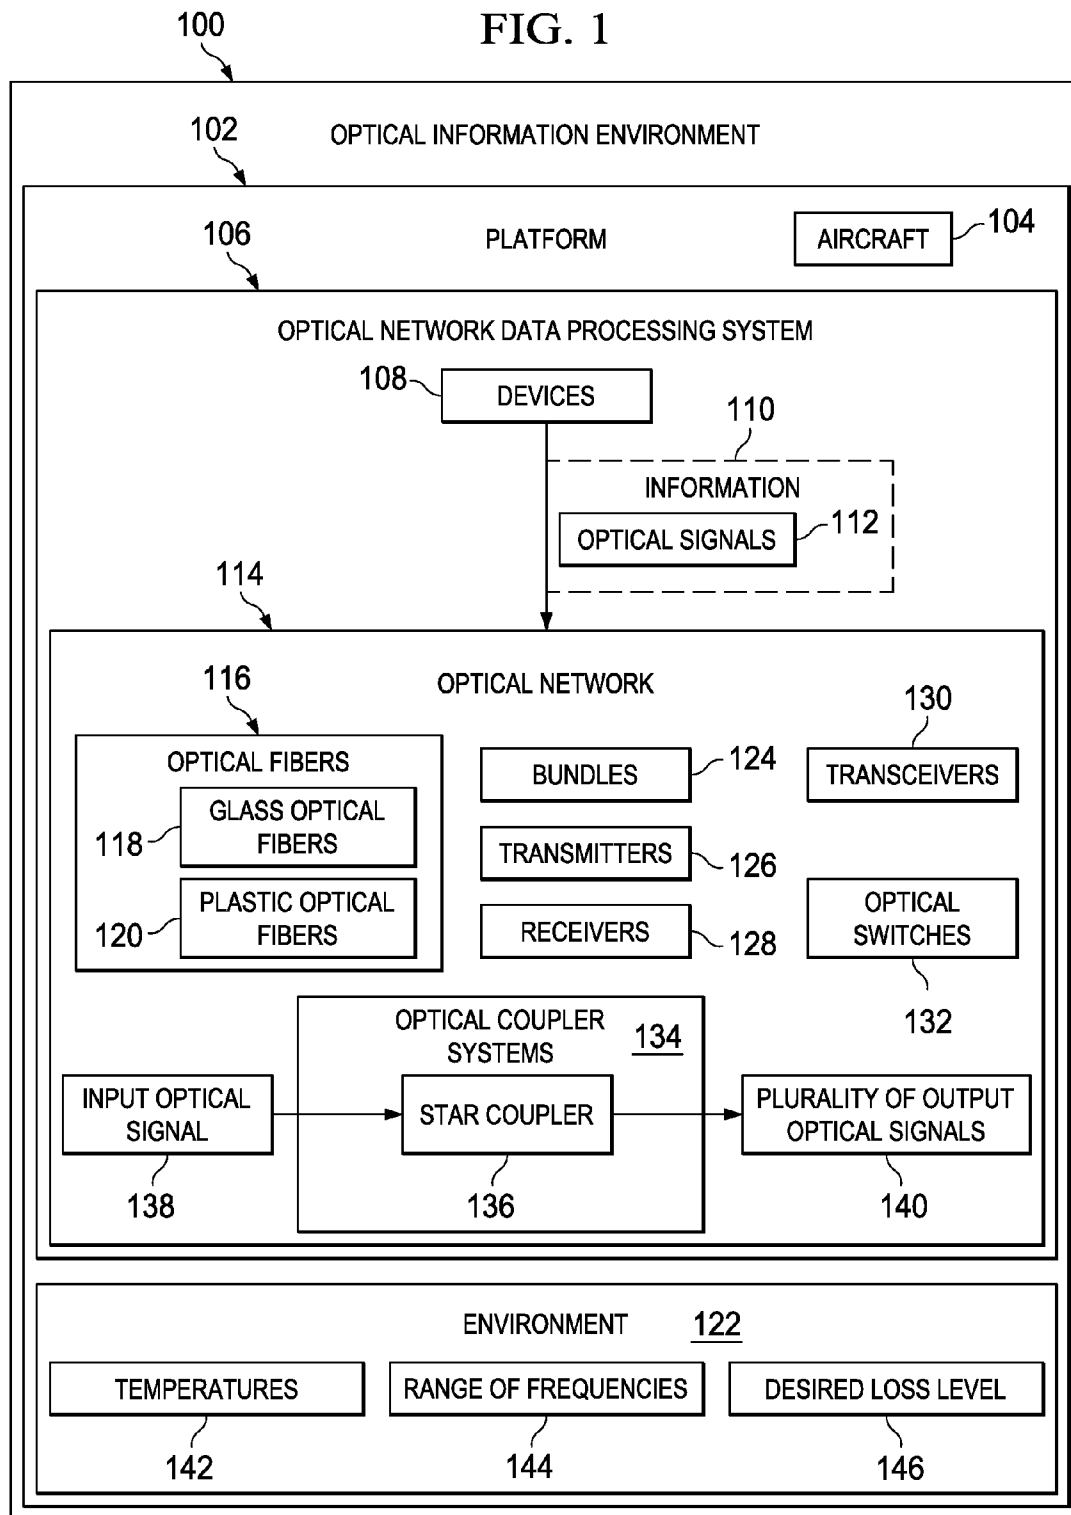 FIG. 1
100
OPTICAL INFORMATION ENVIRONMENT
102
PLATFORM
AIRCRAFT
104
106
OPTICAL NETWORK DATA PROCESSING SYSTEM
108
DEVICES
110
INFORMATION
OPTICAL SIGNALS
112
114
OPTICAL NETWORK
116
OPTICAL FIBERS
GLASS OPTICAL
FIBERS
118
PLASTIC OPTICAL
FIBERS
120
BUNDLES
124
TRANSMITTERS
126
RECEIVERS
128
130
TRANSCEIVERS
OPTICAL
SWITCHES
132
OPTICAL COUPLER
SYSTEMS
134
INPUT OPTICAL
SIGNAL
138
STAR COUPLER
136
PLURALITY OF OUTPUT
OPTICAL SIGNALS
140
ENVIRONMENT
122
TEMPERATURES
142
RANGE OF FREQUENCIES
144
DESIRED LOSS LEVEL
146